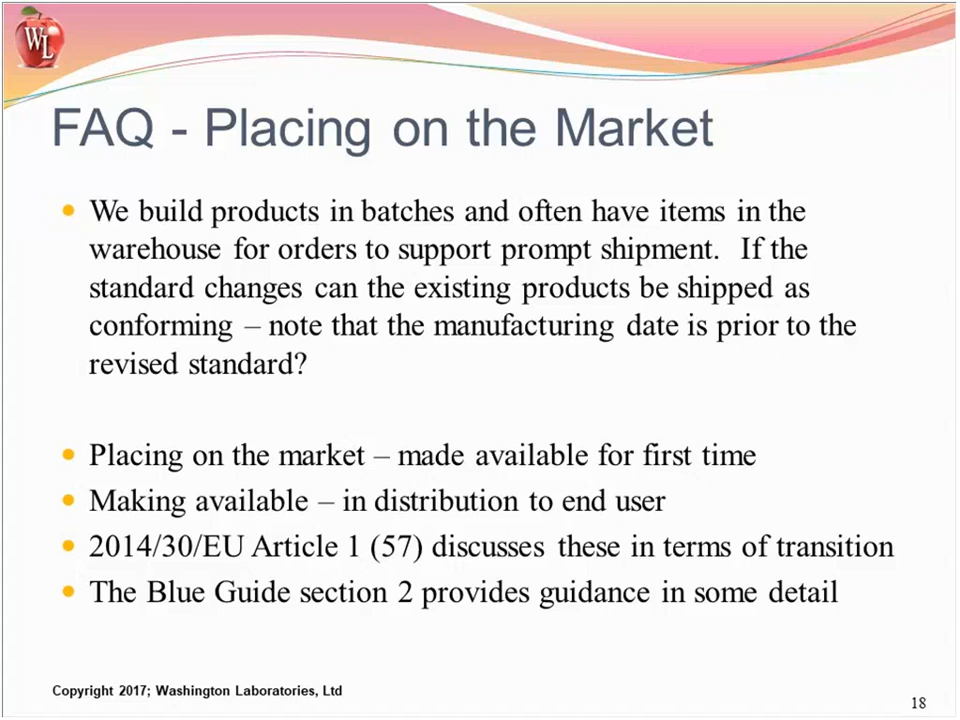 WL
FAQ - Placing on the Market
We build products in batches and often have items in the
warehouse for orders to support prompt shipment. If the
standard changes can the existing products be shipped as
conforming – note that the manufacturing date is prior to the
revised standard?
Placing on the market – made available for first time
Making available – in distribution to end user
2014/30/EU Article 1 (57) discusses these in terms of transition
The Blue Guide section 2 provides guidance in some detail
Copyright 2017; Washington Laboratories, Ltd
18